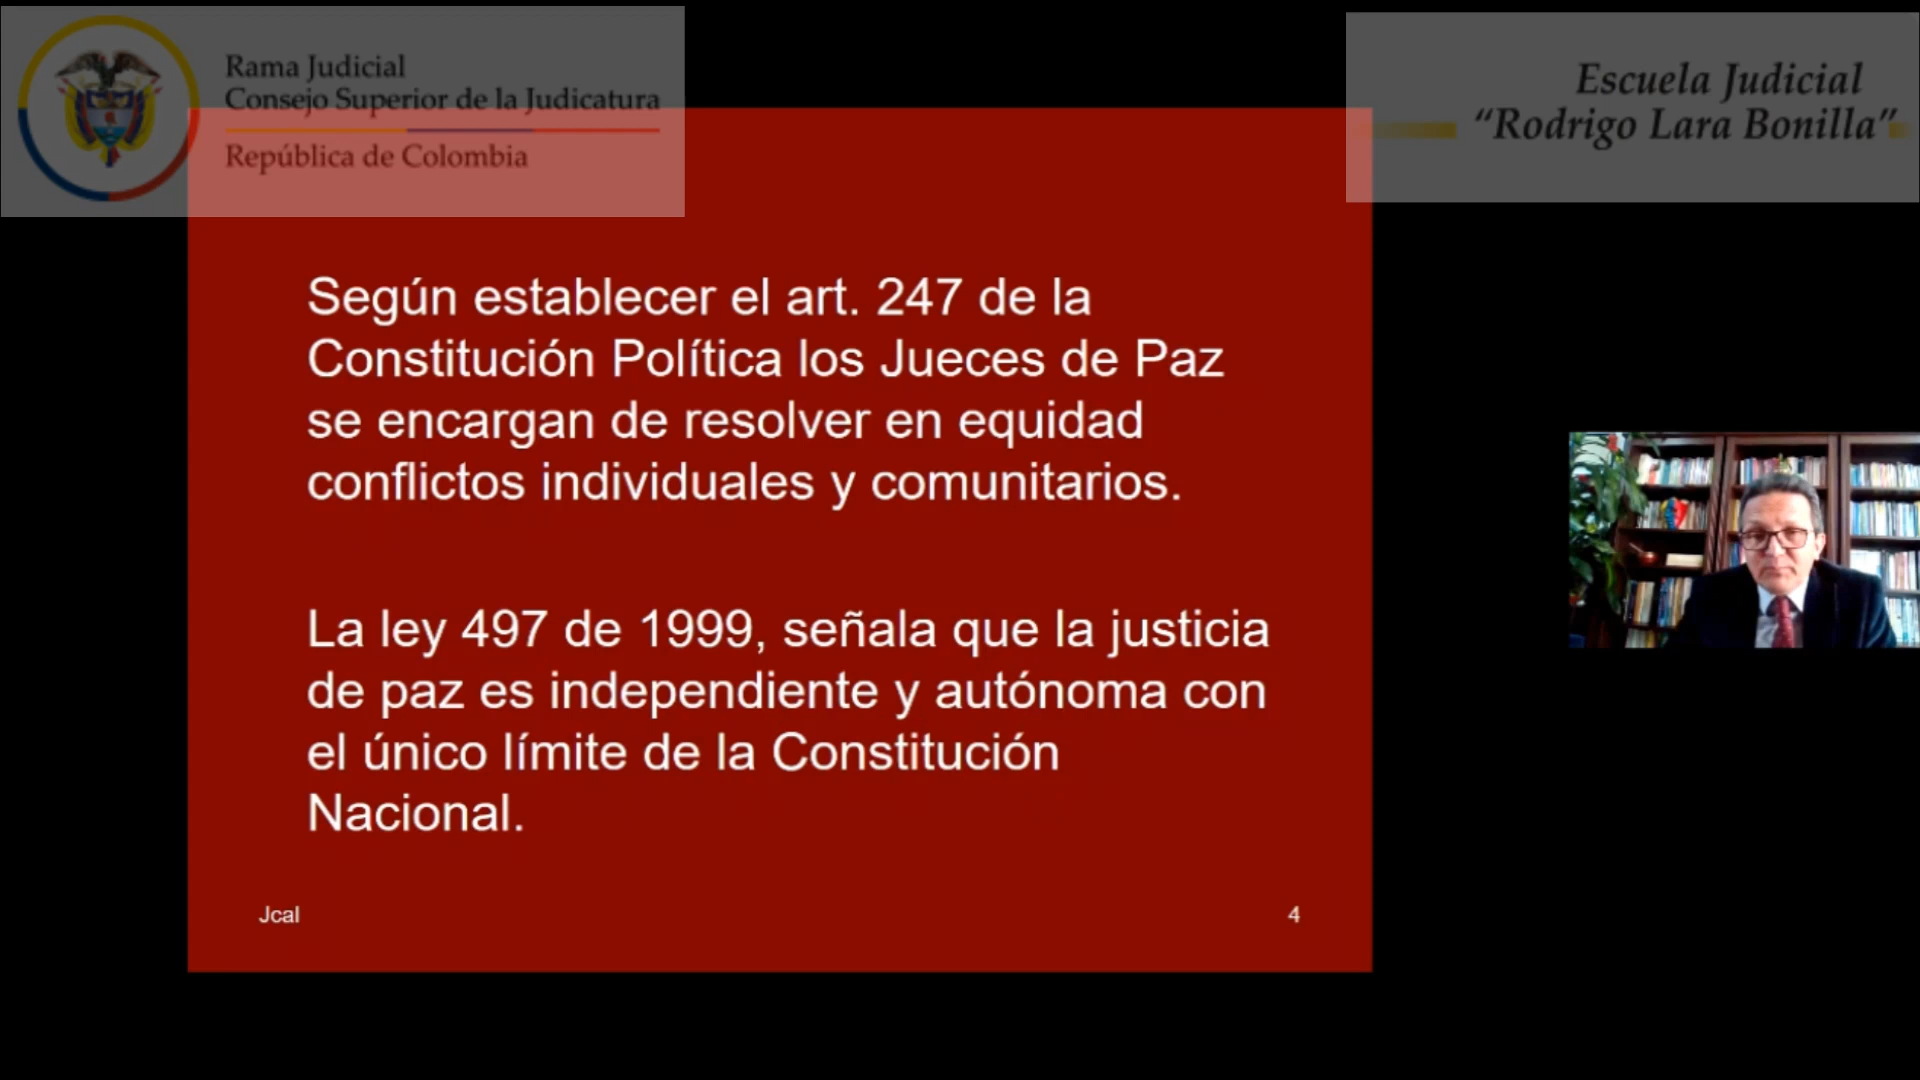 Rama Judicial
Consejo Superior de la Judicatura
República de Colombia
Escuela Judicial
“Rodrigo Lara Bonilla”
Según establecer el art. 247 de la
Constitución Política los Jueces de Paz
se encargan de resolver en equidad
conflictos individuales y comunitarios.
La ley 497 de 1999, señala que la justicia
de paz es independiente y autónoma con
el único límite de la Constitución
Nacional.
Jcal
4